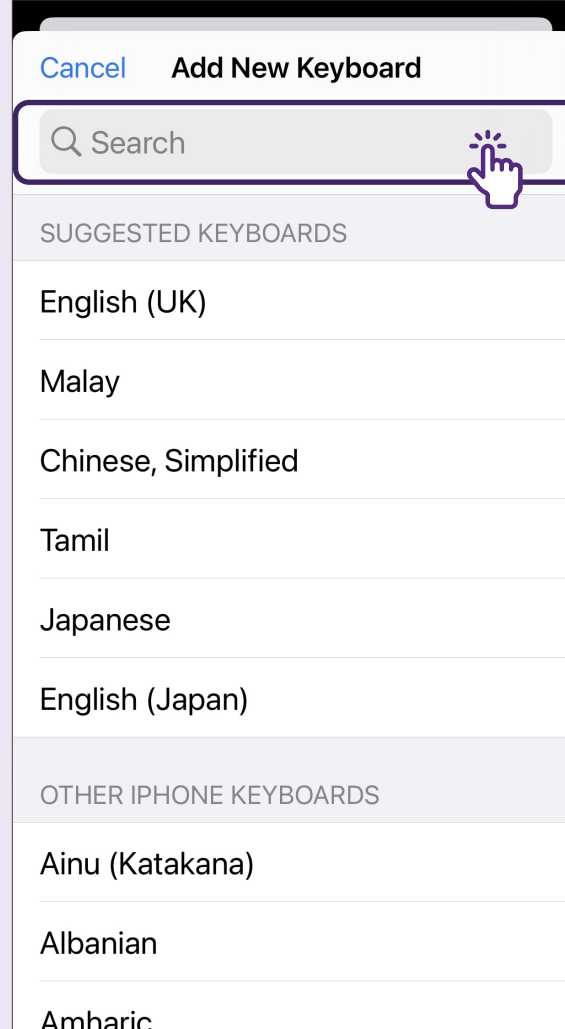 Cancel Add New Keyboard
Search
SUGGESTED KEYBOARDS
English (UK)
Malay
Chinese, Simplified
Tamil
Japanese
English (Japan)
OTHER IPHONE KEYBOARDS
Ainu (Katakana)
Albanian
Amharic